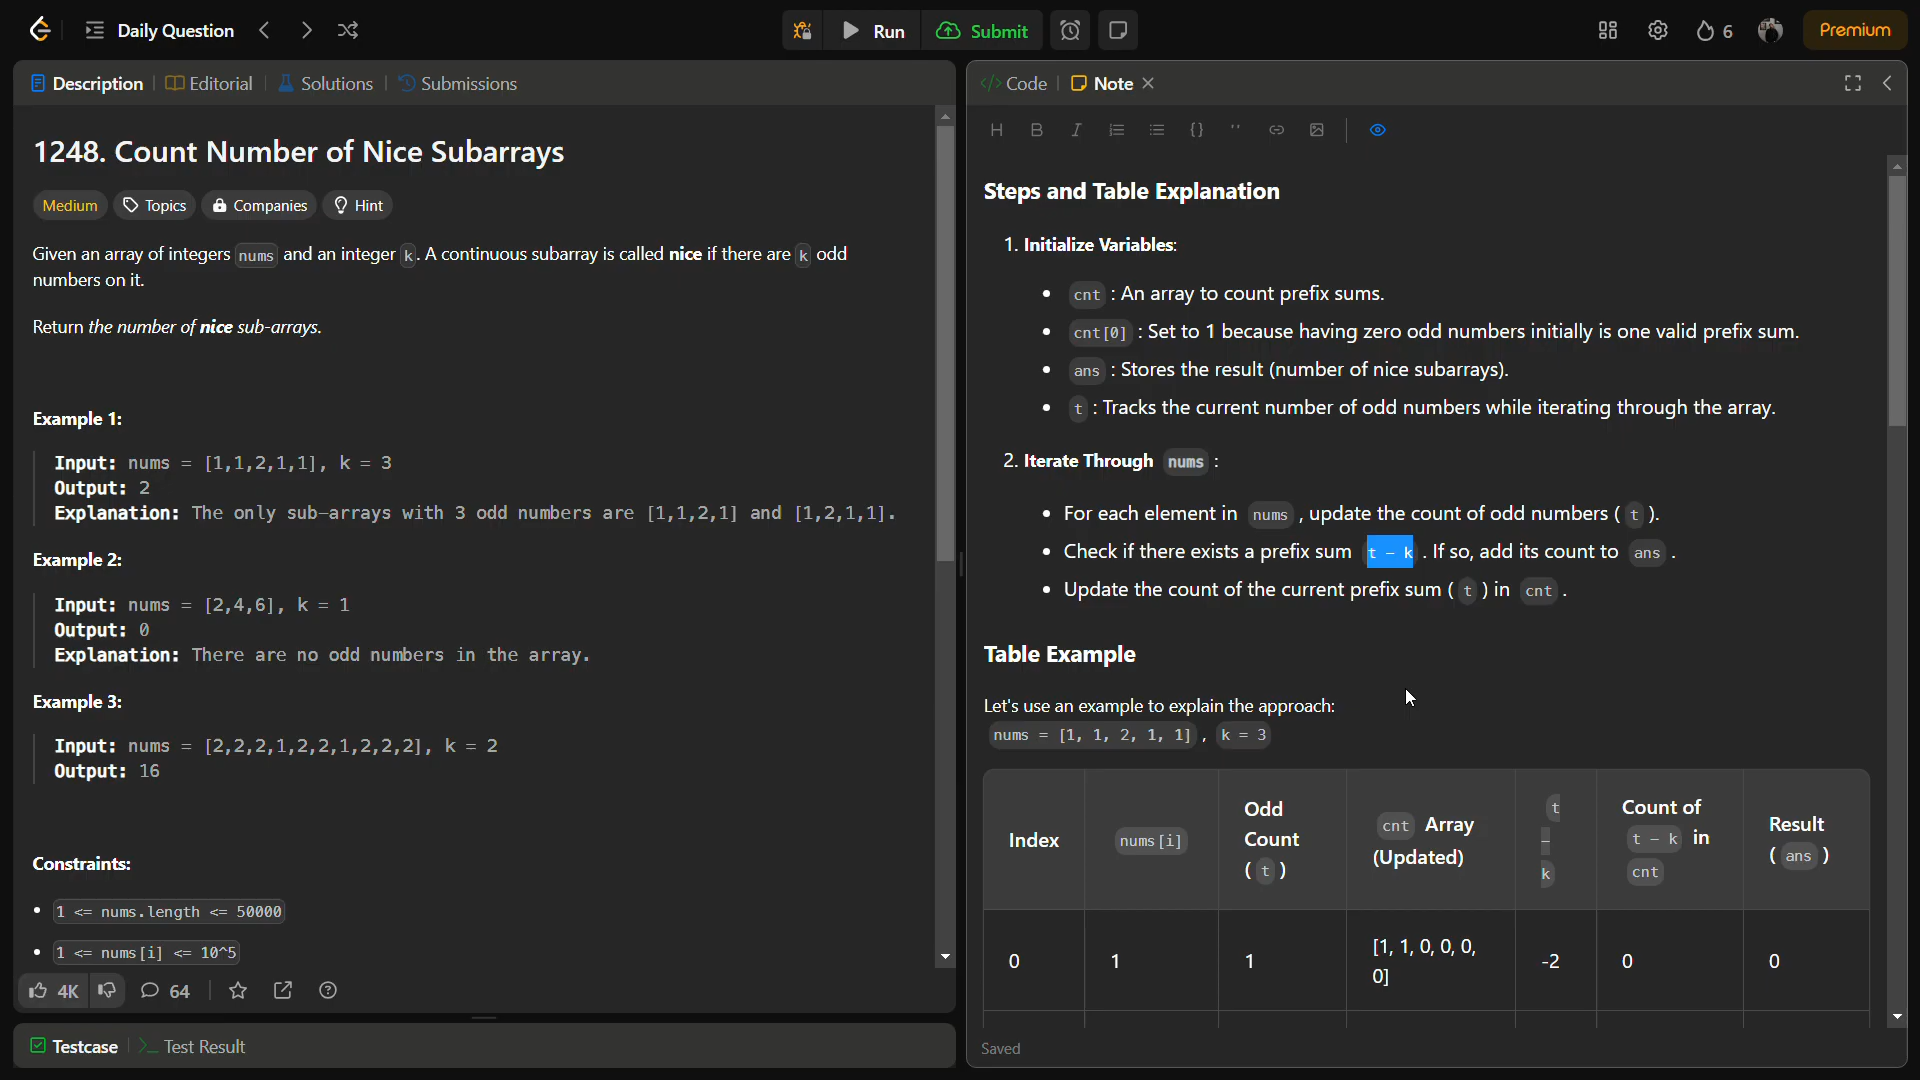 Daily Question
Run
Submit
6
Premium
Description
Editorial
Solutions
Submissions
1248. Count Number of Nice Subarrays
Medium
Topics
Companies
Hint
Given an array of integers nums and an integer k. A continuous subarray is called nice if there are k odd
numbers on it.
Return the number of nice sub-arrays.
Example 1:
Input: nums = [1,1,2,1,1], k = 3
Output: 2
Explanation: The only sub-arrays with 3 odd numbers are [1,1,2,1] and [1,2,1,1].
Example 2:
Input: nums = [2,4,6], k = 1
Output: 0
Explanation: There are no odd numbers in the array.
Example 3:
Input: nums = [2,2,2,1,2,2,1,2,2,2], k = 2
Output: 16
Constraints:
• 1 <= nums.length <= 50000
• 1 <= nums[i] <= 10^5
4K
64
Testcase
Test Result
Code
Note
Steps and Table Explanation
1. Initialize Variables:
• cnt : An array to count prefix sums.
• cnt[0] : Set to 1 because having zero odd numbers initially is one valid prefix sum.
• ans : Stores the result (number of nice subarrays).
• t : Tracks the current number of odd numbers while iterating through the array.
2. Iterate Through nums :
• For each element in nums , update the count of odd numbers ( t ).
• Check if there exists a prefix sum t - k . If so, add its count to ans .
• Update the count of the current prefix sum ( t ) in cnt .
Table Example
Let's use an example to explain the approach:
nums = [1, 1, 2, 1, 1] , k = 3
Index
nums[i]
Odd
Count
( t )
cnt Array
(Updated)
t
-
k
Count of
t - k in
cnt
Result
( ans )
0
1
1
[1, 1, 0, 0, 0,
0]
-2
0
0
Saved